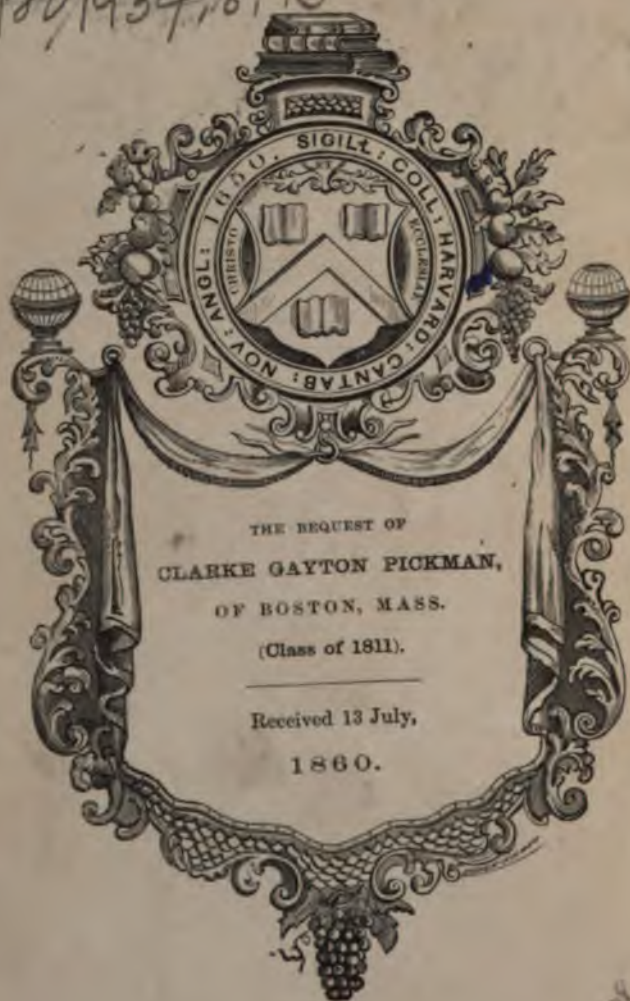 SIGILL: COLL: HARVARD: CANTAB: NOV: ANGL: 1650.
CHRISTO
ET
ECCLESIAE
THE BEQUEST OF
CLARKE GAYTON PICKMAN,
OF BOSTON, MASS.
(Class of 1811).
Received 13 July,
1860.